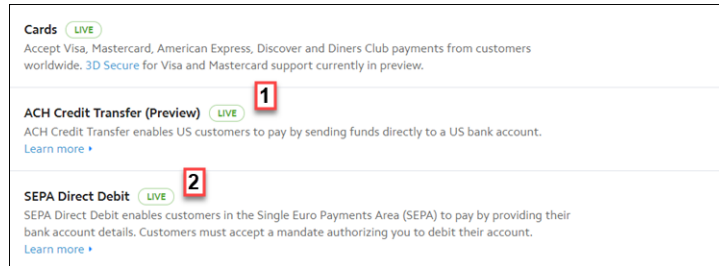 Cards LIVE
Accept Visa, Mastercard, American Express, Discover and Diners Club payments from customers
worldwide. 3D Secure for Visa and Mastercard support currently in preview.
1
ACH Credit Transfer (Preview) LIVE
ACH Credit Transfer enables US customers to pay by sending funds directly to a US bank account.
Learn more
2
SEPA Direct Debit LIVE
SEPA Direct Debit enables customers in the Single Euro Payments Area (SEPA) to pay by providing their
bank account details. Customers must accept a mandate authorizing you to debit their account.
Learn more